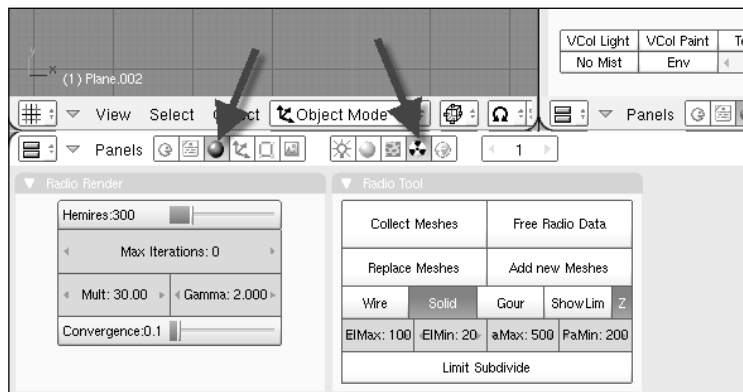 VCol Light VCol Paint
No Mist Env
y
x
(1) Plane.002
View Select Object Mode Panels
Panels 1
Radio Render Radio Tool
Hemires:300
Max Iterations: 0
Mult: 30.00 Gamma: 2.000
Convergence:0.1
Collect Meshes Free Radio Data
Replace Meshes Add new Meshes
Wire Solid Gour ShowLim Z
ElMax: 100 ElMin: 20 aMax: 500 PaMin: 200
Limit Subdivide